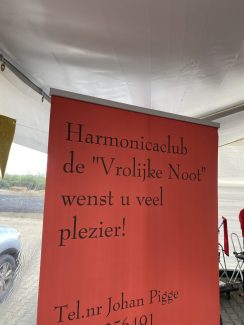 Harmonicaclub
de "Vrolijke Noot"
wenst u veel
plezier!
Tel.nr Johan Pigge